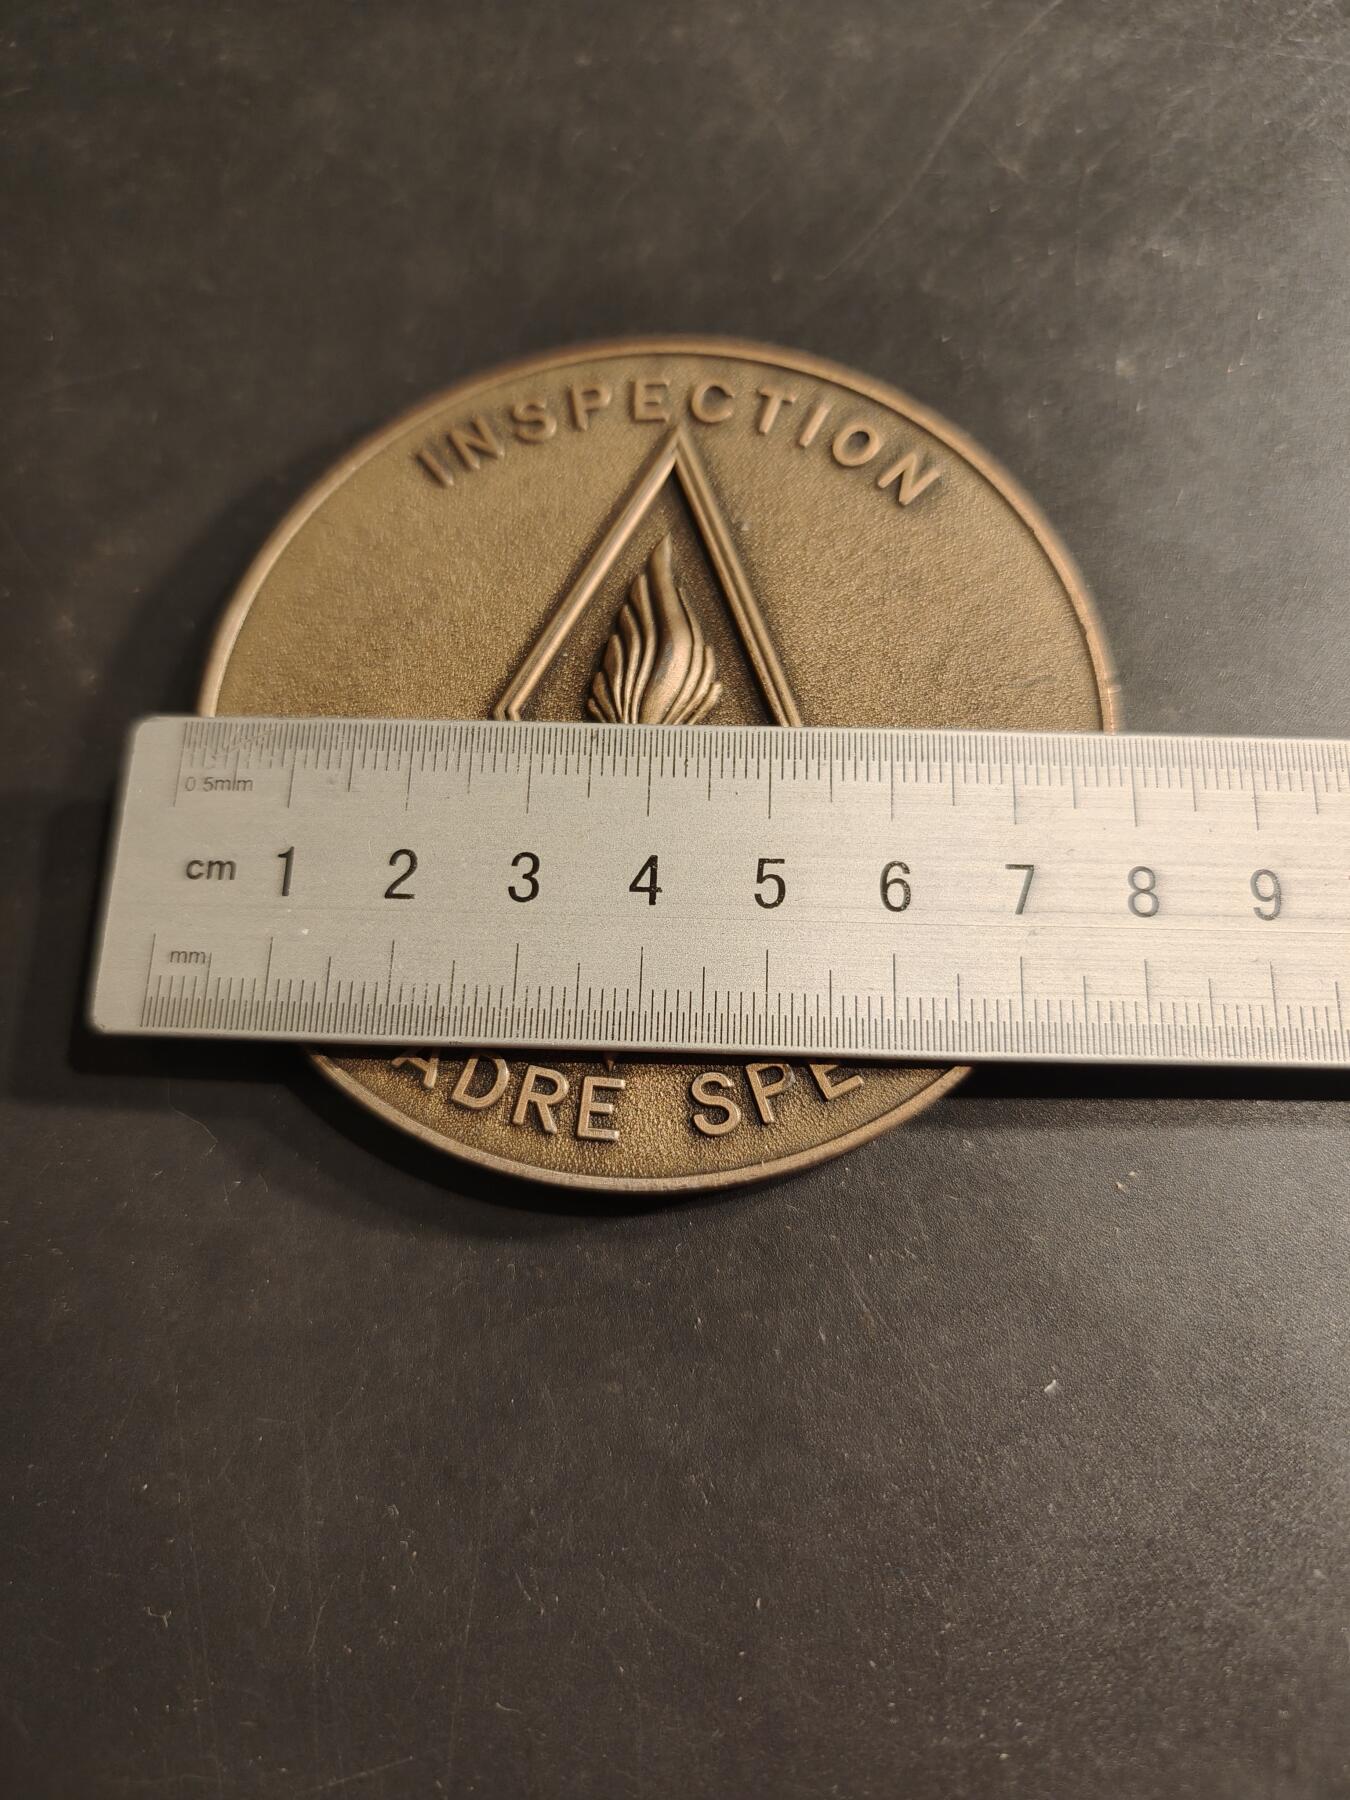 INSPECTION
0.5mm
cm 1 2 3 4 5 6 7 8 9
mm
ADRE SPE